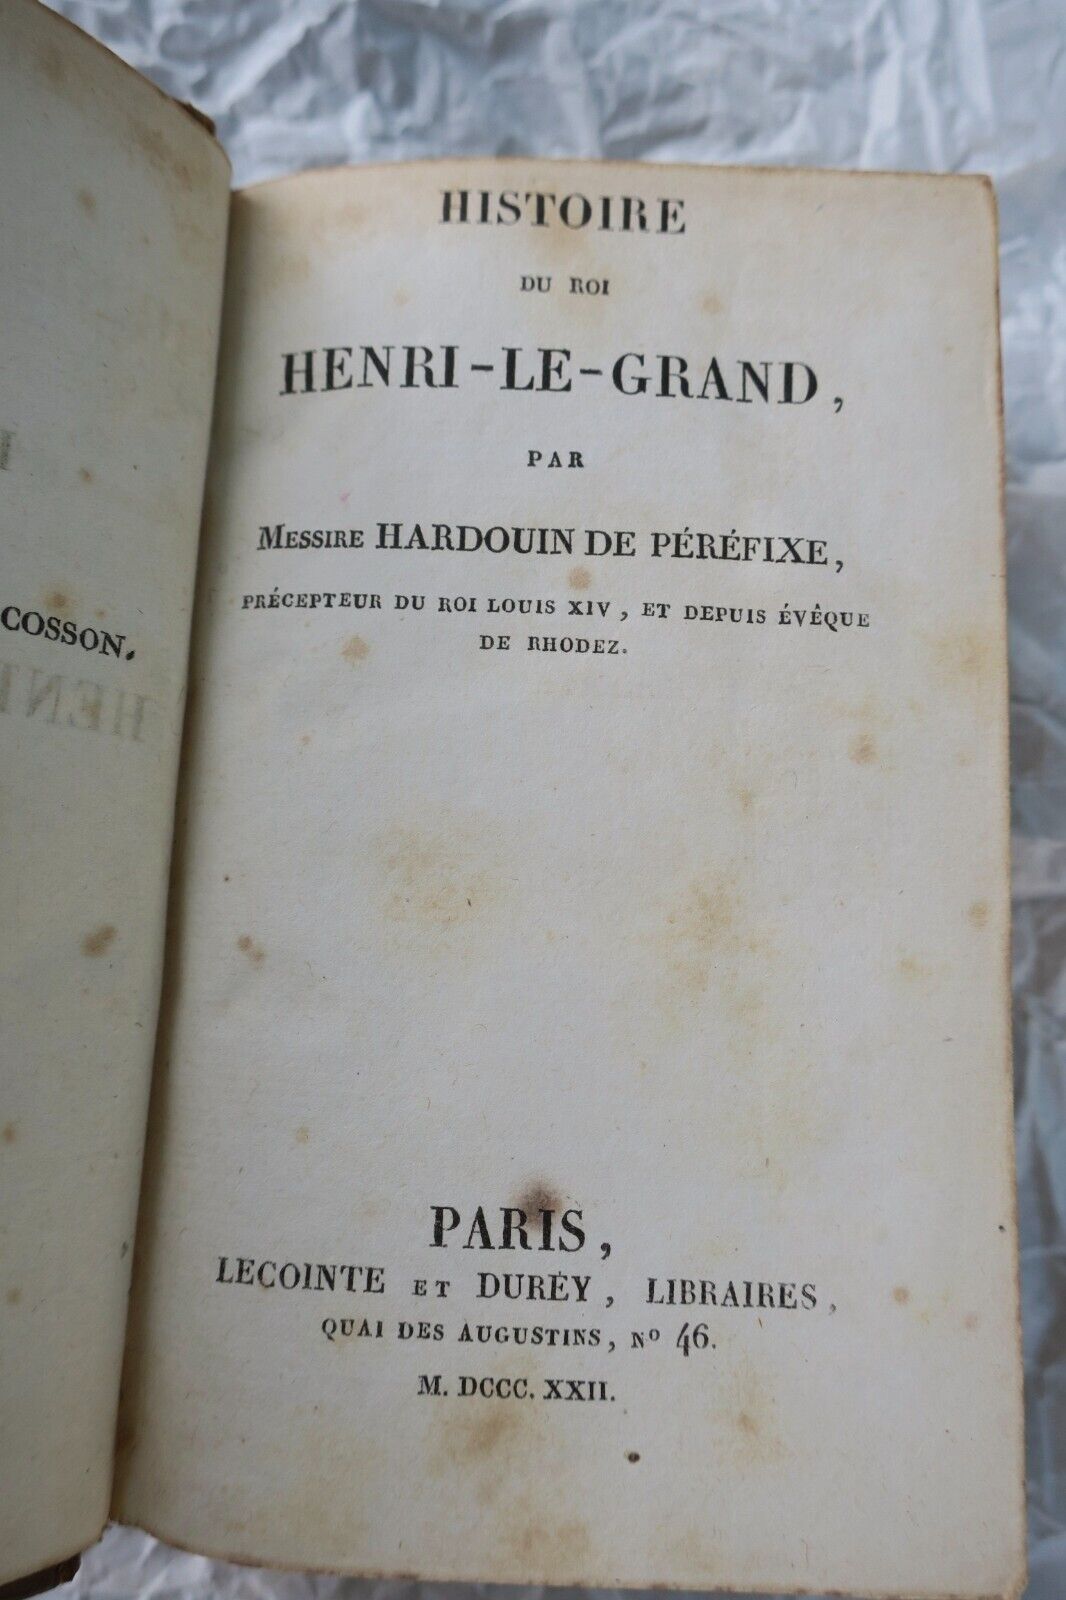 COSSON.
HISTOIRE
DU ROI
HENRI-LE-GRAND,
PAR
MESSIRE HARDOUIN DE PÉRÉFIXE,
PRÉCEPTEUR DU ROI LOUIS XIV, ET DEPUIS ÉVÊQUE
DE RHODEZ.
PARIS,
LECOINTE ET DURÉY, LIBRAIRES,
QUAI DES AUGUSTINS, No 46.
M. DCCC. XXII.